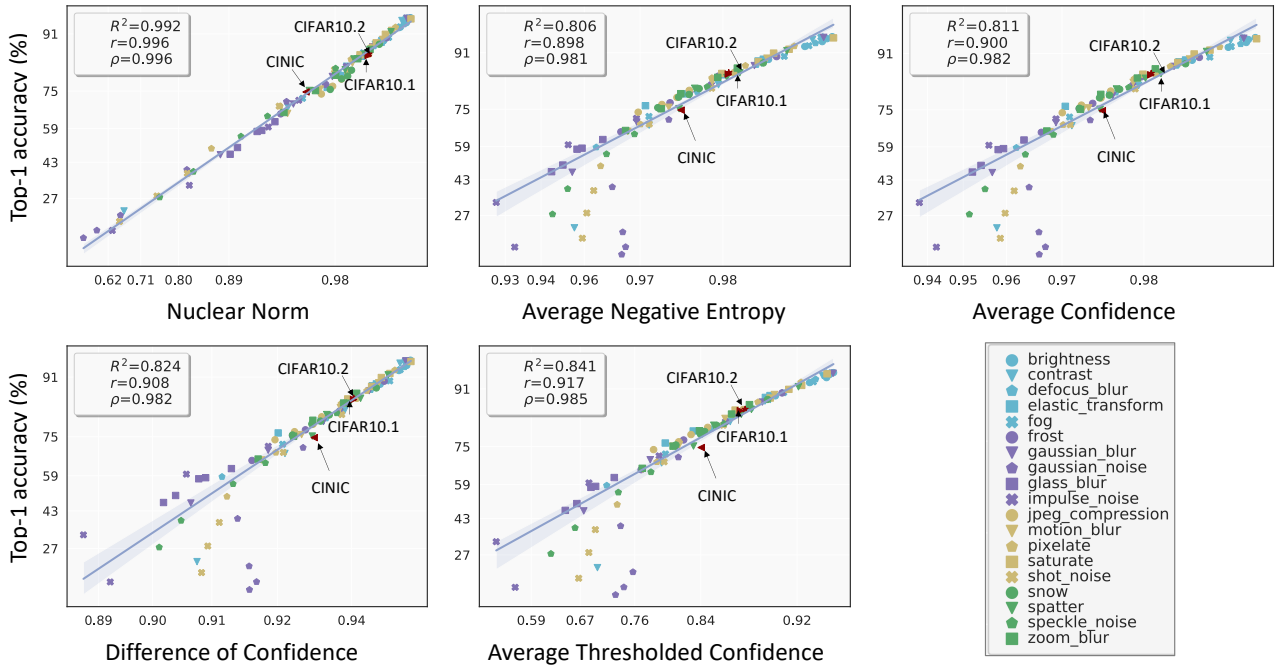 Top-1 accuracy (%)
91
75
59
43
27
R²=0.992
r=0.996
ρ=0.996
CIFAR10.2
CINIC
CIFAR10.1
0.62 0.71 0.80 0.89 0.98
Nuclear Norm
91
75
59
43
27
R²=0.806
r=0.898
ρ=0.981
CIFAR10.2
CIFAR10.1
CINIC
0.93 0.94 0.96 0.97 0.98
Average Negative Entropy
91
75
59
43
27
R²=0.811
r=0.900
ρ=0.982
CIFAR10.2
CIFAR10.1
CINIC
0.94 0.95 0.96 0.97 0.98
Average Confidence
Top-1 accuracy (%)
91
75
59
43
27
R²=0.824
r=0.908
ρ=0.982
CIFAR10.2
CIFAR10.1
CINIC
0.89 0.90 0.91 0.92 0.94
Difference of Confidence
91
75
59
43
27
R²=0.841
r=0.917
ρ=0.985
CIFAR10.2
CIFAR10.1
CINIC
0.59 0.67 0.76 0.84 0.92
Average Thresholded Confidence
brightness
contrast
defocus_blur
elastic_transform
fog
frost
gaussian_blur
gaussian_noise
glass_blur
impulse_noise
jpeg_compression
motion_blur
pixelate
saturate
shot_noise
snow
spatter
speckle_noise
zoom_blur